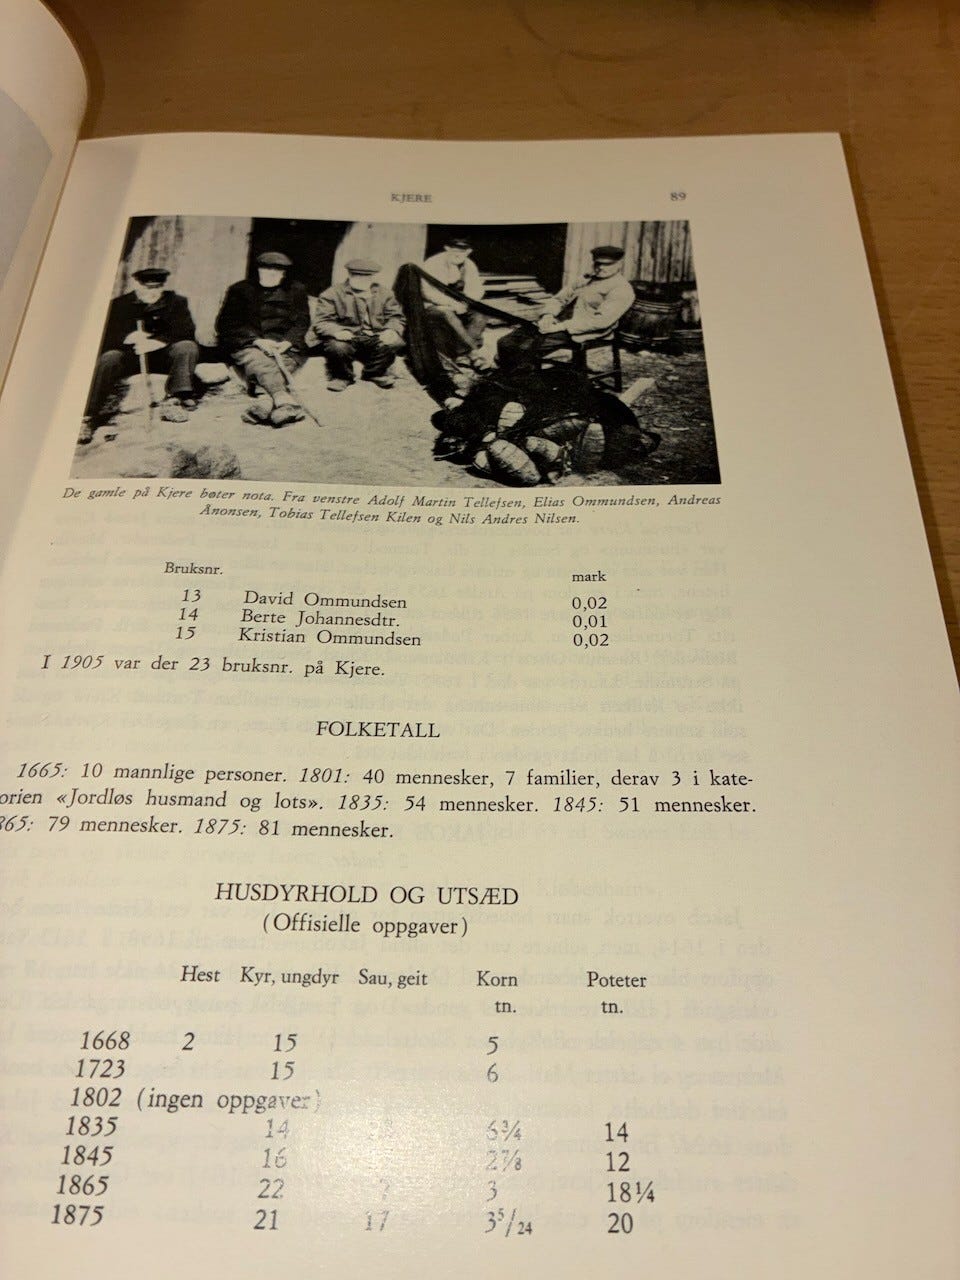 KJERE 89
De gamle på Kjere bøter nota. Fra venstre Adolf Martin Tellefsen, Elias Ommundsen, Andreas
Ånonsen, Tobias Tellefsen Kilen og Nils Andres Nilsen.
Bruksnr. mark
13 David Ommundsen 0,02
14 Berte Johannesdtr. 0,01
15 Kristian Ommundsen 0,02
I 1905 var der 23 bruksnr. på Kjere.
FOLKETALL
1665: 10 mannlige personer. 1801: 40 mennesker, 7 familier, derav 3 i kate-
orien «Jordløs husmand og lots». 1835: 54 mennesker. 1845: 51 mennesker.
865: 79 mennesker. 1875: 81 mennesker.
HUSDYRHOLD OG UTSÆD
(Offisielle oppgaver)
Hest Kyr, ungdyr Sau, geit Korn Poteter
tn. tn.
1668 2 15 5
1723 15 6
1802 (ingen oppgaver)
1835 14 6¾ 14
1845 16 2⅞ 12
1865 22 3 18¼
1875 21 17 3 5/24 20